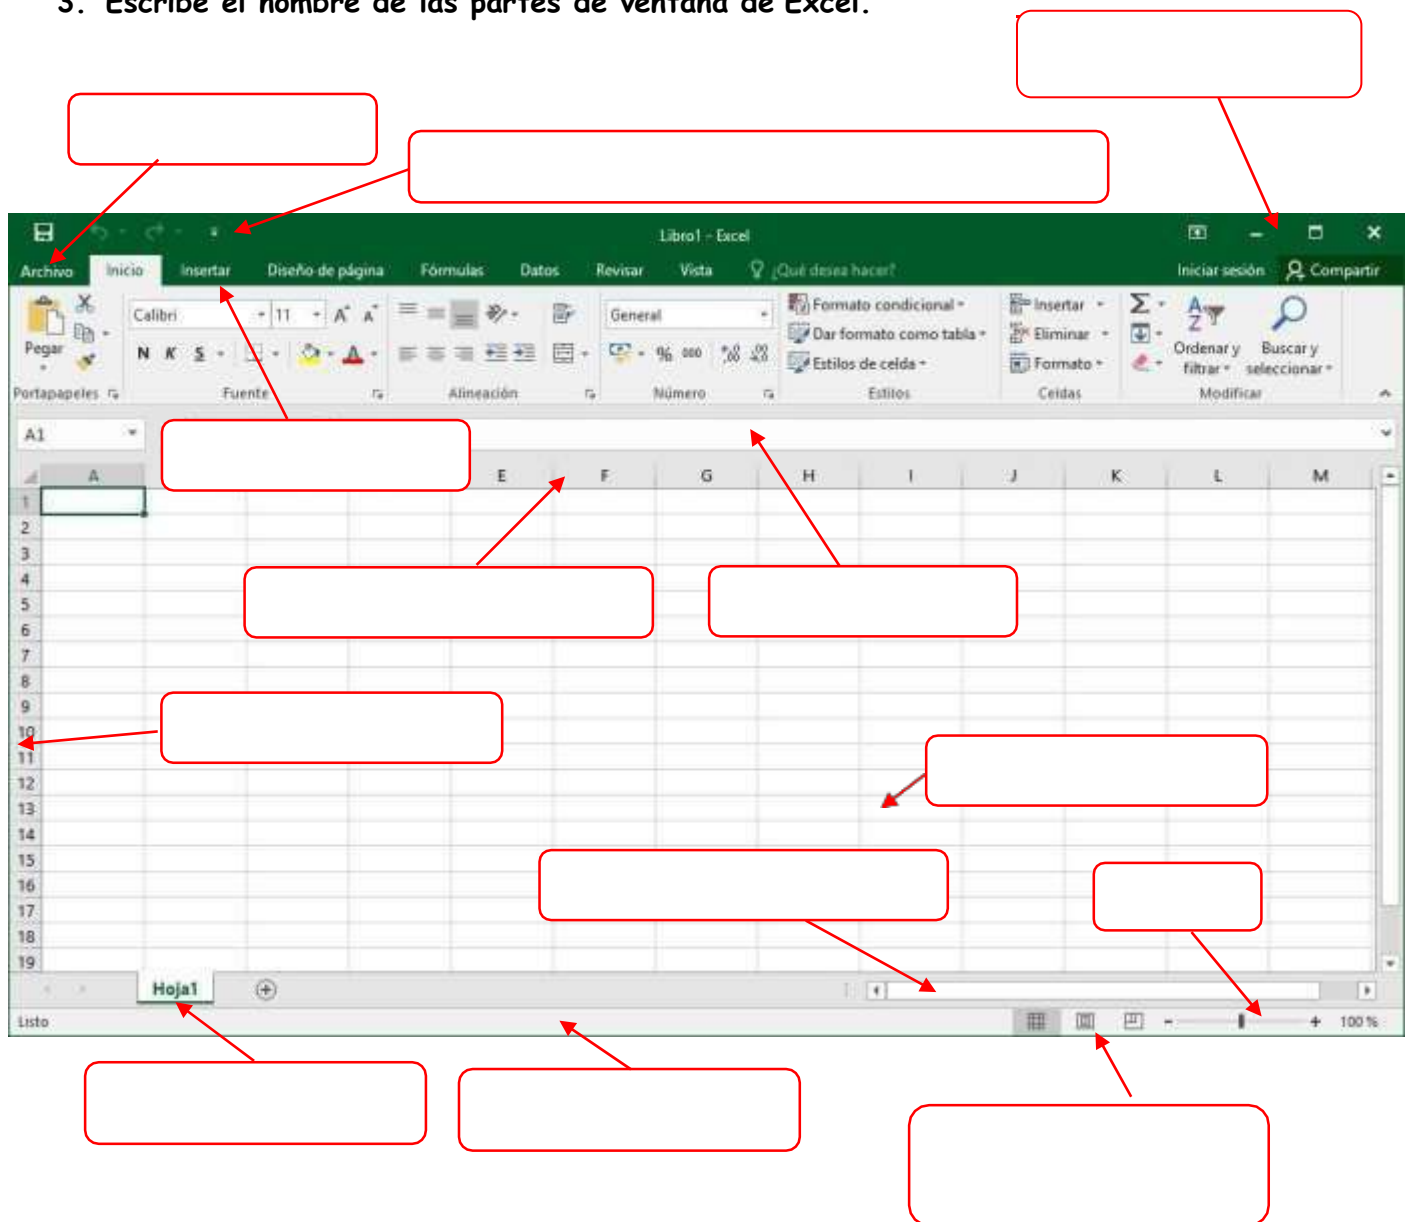 3. Escribe el nombre de las partes de ventana de Excel.
Libro1 - Excel
Archivo Inicio Insertar Diseño de página Fórmulas Datos Revisar Vista ¿Qué desea hacer? Iniciar sesión Compartir
Pegar
Portapapeles
Calibri 11 A A
N K S A
Fuente
Alineación
General
% 000
Número
Formato condicional
Dar formato como tabla
Estilos de celda
Estilos
Insertar
Eliminar
Formato
Celdas
Σ
A
Z
Ordenar y
filtrar
Buscar y
seleccionar
Modificar
A1
A E F G H I J K L M
1
2
3
4
5
6
7
8
9
10
11
12
13
14
15
16
17
18
19
Hoja1
Listo
- + 100 %